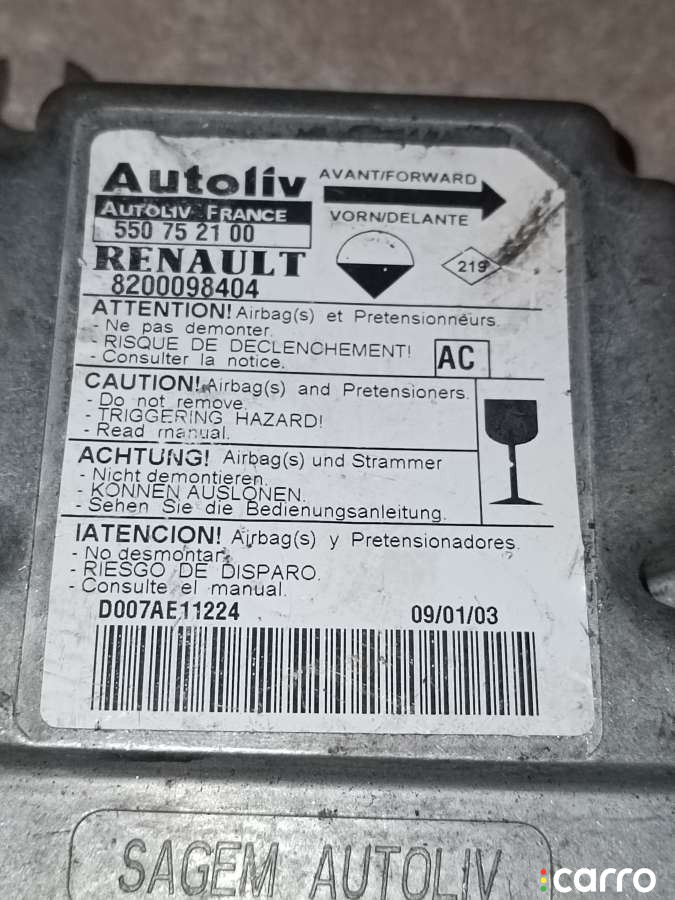 Autoliv
AUTOLIV FRANCE
550 75 21 00
RENAULT
8200098404
AVANT/FORWARD
VORN/DELANTE
219
ATTENTION! Airbag(s) et Pretensionneurs.
- Ne pas demonter.
- RISQUE DE DECLENCHEMENT!
- Consulter la notice.
AC
CAUTION! Airbag(s) and Pretensioners.
- Do not remove
- TRIGGERING HAZARD!
- Read manual.
ACHTUNG! Airbag(s) und Strammer
- Nicht demontieren.
- KONNEN AUSLONEN.
- Sehen Sie die Bedienungsanleitung.
IATENCION! Airbag(s) y Pretensionadores.
- No desmontar.
- RIESGO DE DISPARO.
- Consulte el manual.
D007AE11224 09/01/03
SAGEM AUTOLIV
carro